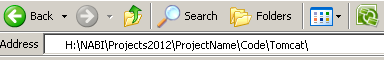 Back Search Folders
Address H:\NABI\Projects2012\ProjectName\Code\Tomcat\